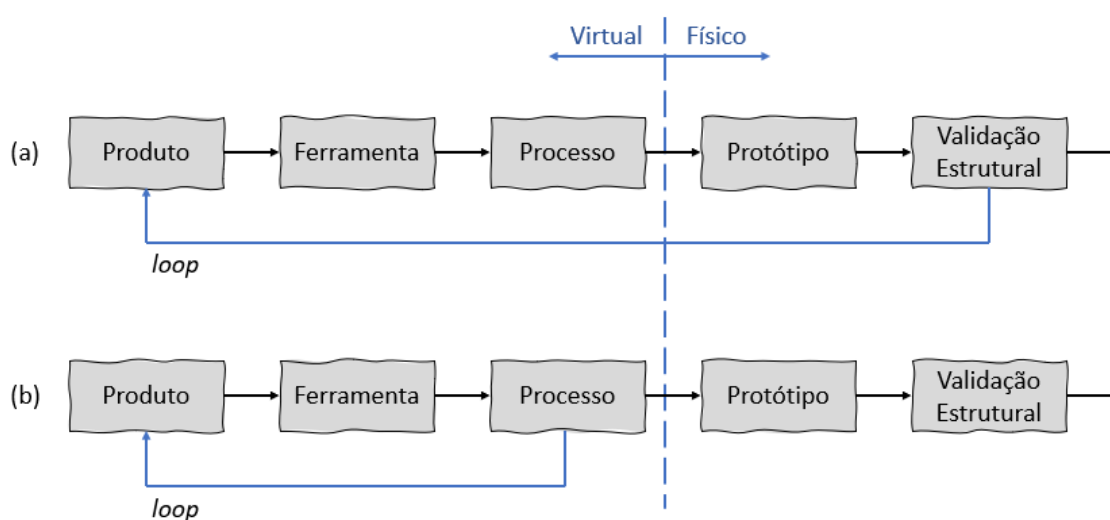 Virtual
Físico
(a)
Produto
Ferramenta
Processo
Protótipo
Validação
Estrutural
loop
(b)
Produto
Ferramenta
Processo
Protótipo
Validação
Estrutural
loop